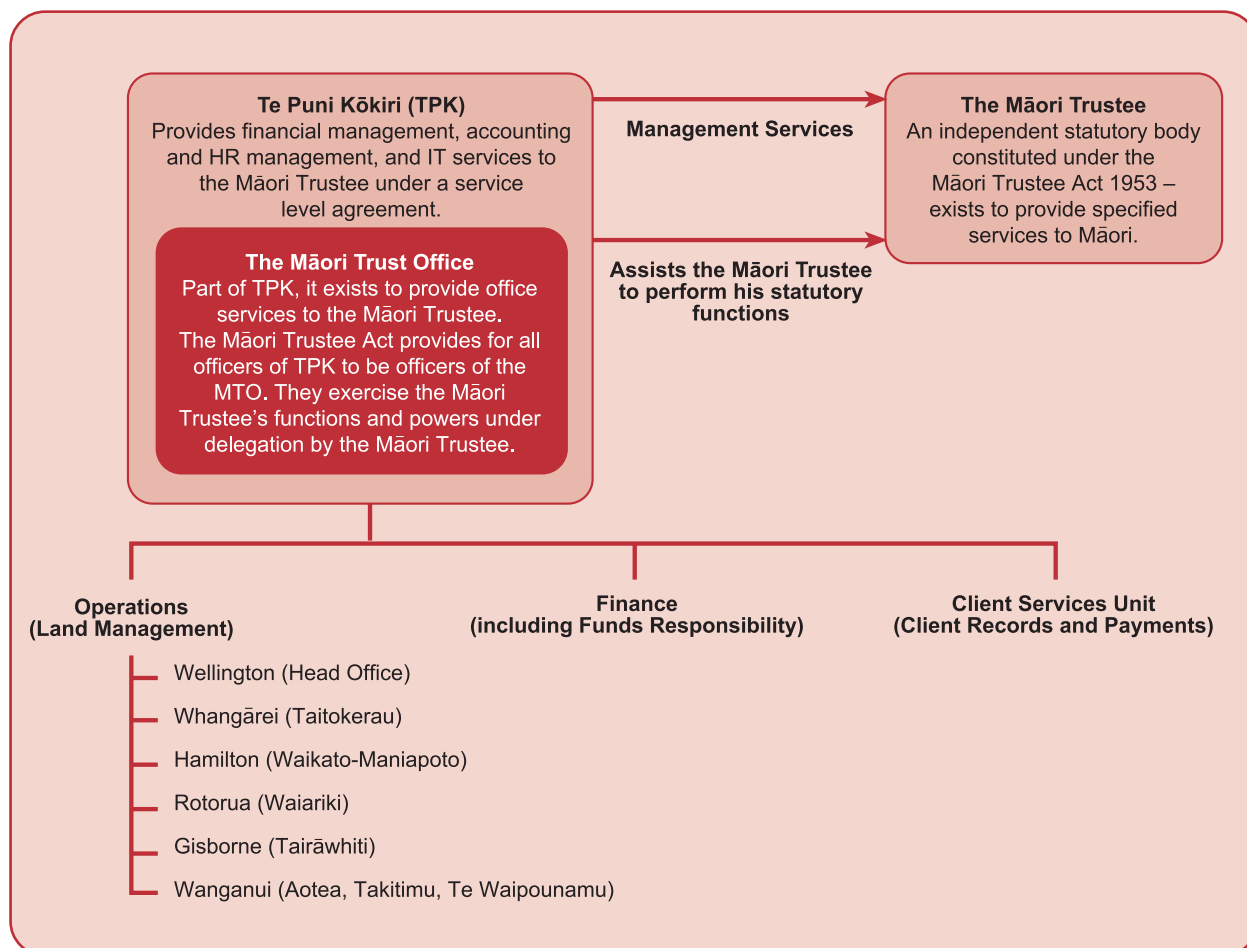 Te Puni Kōkiri (TPK)
Provides financial management, accounting
and HR management, and IT services to
the Māori Trustee under a service
level agreement.
The Māori Trust Office
Part of TPK, it exists to provide office
services to the Māori Trustee.
The Māori Trustee Act provides for all
officers of TPK to be officers of the
MTO. They exercise the Māori
Trustee’s functions and powers under
delegation by the Māori Trustee.
Management Services
Assists the Māori Trustee
to perform his statutory
functions
The Māori Trustee
An independent statutory body
constituted under the
Māori Trustee Act 1953 –
exists to provide specified
services to Māori.
Operations
(Land Management)
Wellington (Head Office)
Whangārei (Taitokerau)
Hamilton (Waikato-Maniapoto)
Rotorua (Waiariki)
Gisborne (Tairāwhiti)
Wanganui (Aotea, Takitimu, Te Waipounamu)
Finance
(including Funds Responsibility)
Client Services Unit
(Client Records and Payments)